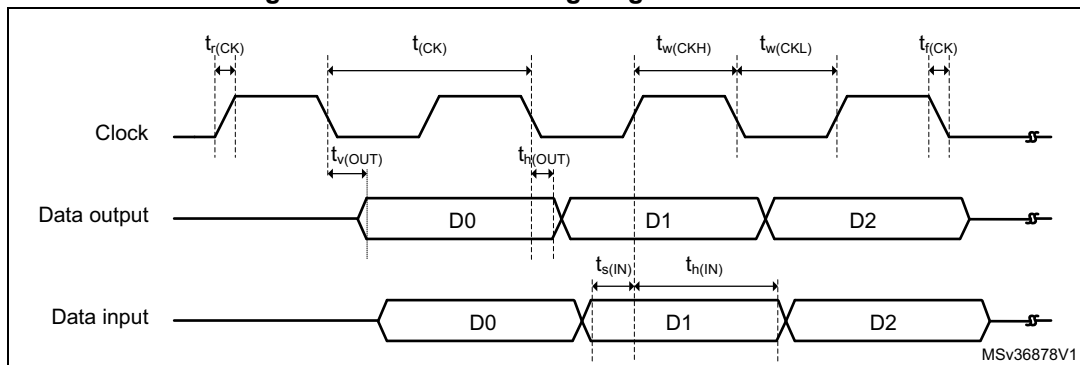 t_r(CK) t_(CK) t_w(CKH) t_w(CKL) t_f(CK)
Clock
t_v(OUT) t_h(OUT)
Data output D0 D1 D2
t_s(IN) t_h(IN)
Data input D0 D1 D2
MSv36878V1